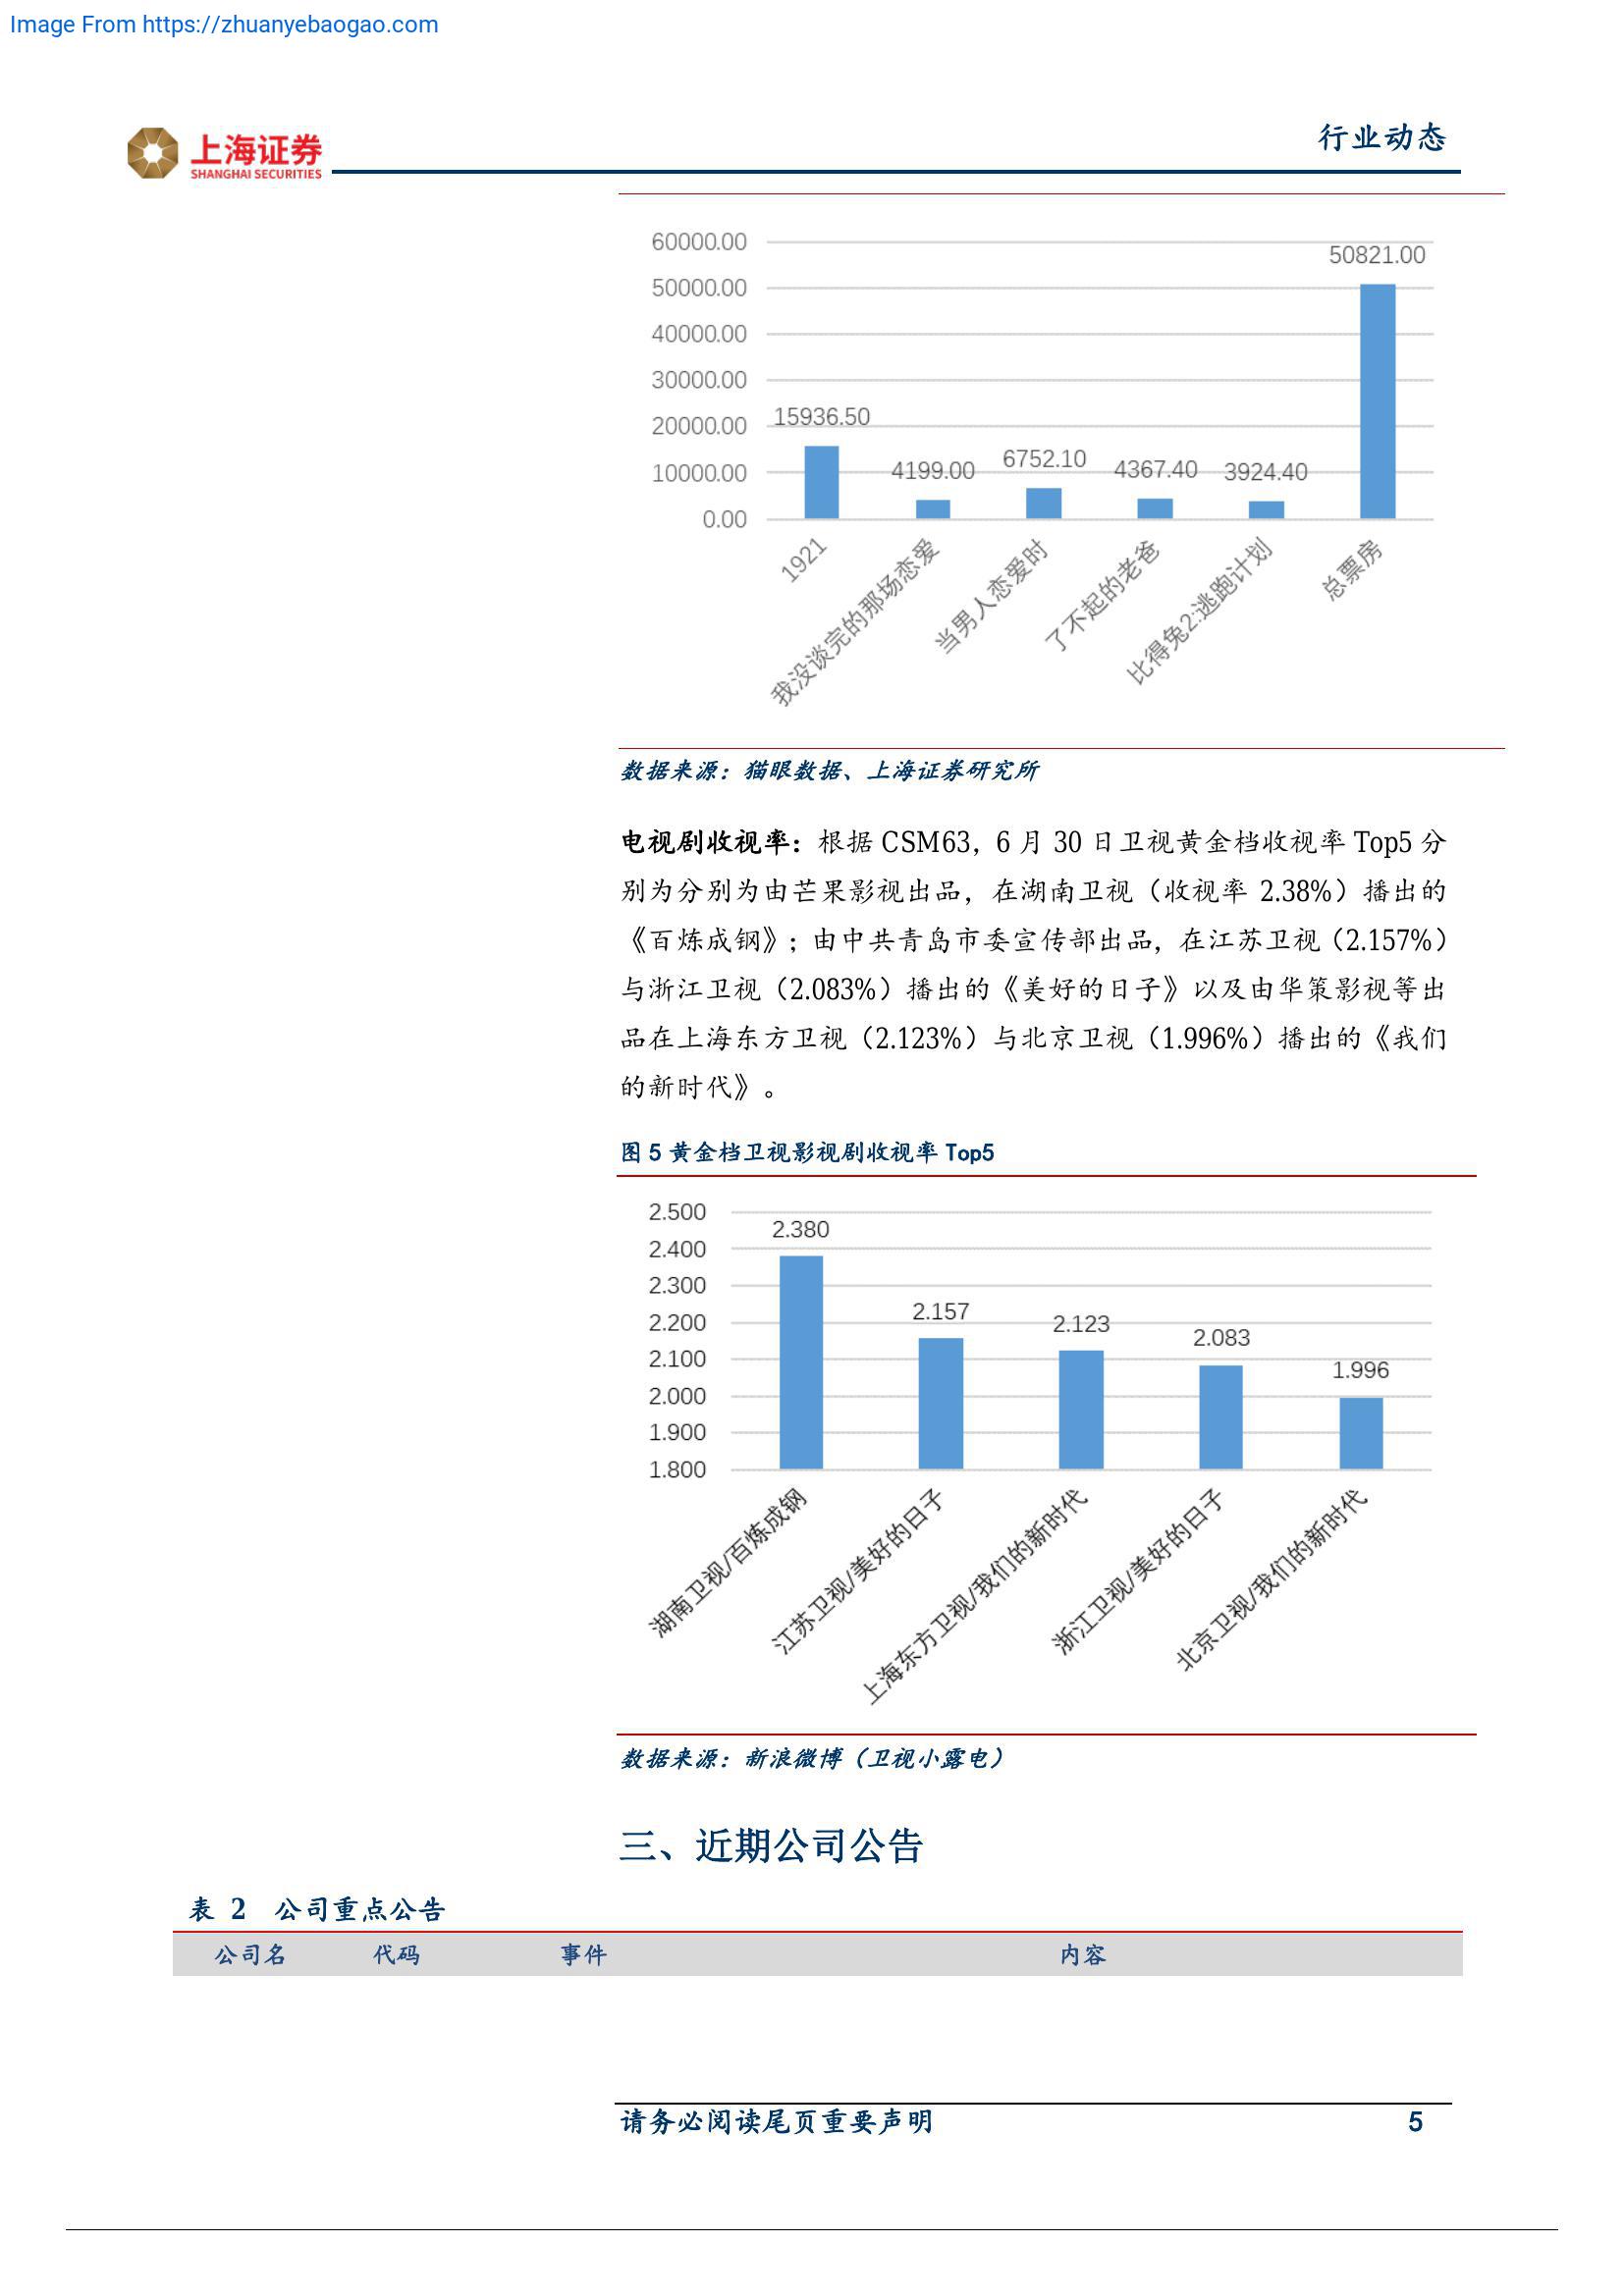 Image From https://zhuanyebaogao.com
上海证券
SHANGHAI SECURITIES
行业动态
60000.00
50000.00
40000.00
30000.00
20000.00
10000.00
0.00
15936.50
4199.00
6752.10
4367.40
3924.40
50821.00
1921
我没谈完的那场恋爱
当男人恋爱时
了不起的老爸
比得兔2:逃跑计划
总票房
数据来源：猫眼数据、上海证券研究所
电视剧收视率：根据 CSM63，6 月 30 日卫视黄金档收视率 Top5 分
别为分别为由芒果影视出品，在湖南卫视（收视率 2.38%）播出的
《百炼成钢》；由中共青岛市委宣传部出品，在江苏卫视（2.157%）
与浙江卫视（2.083%）播出的《美好的日子》以及由华策影视等出
品在上海东方卫视（2.123%）与北京卫视（1.996%）播出的《我们
的新时代》。
图 5 黄金档卫视影视剧收视率 Top5
2.500
2.400
2.300
2.200
2.100
2.000
1.900
1.800
2.380
2.157
2.123
2.083
1.996
湖南卫视/百炼成钢
江苏卫视/美好的日子
上海东方卫视/我们的新时代
浙江卫视/美好的日子
北京卫视/我们的新时代
数据来源：新浪微博（卫视小露电）
三、近期公司公告
表 2 公司重点公告
公司名 代码 事件 内容
请务必阅读尾页重要声明 5